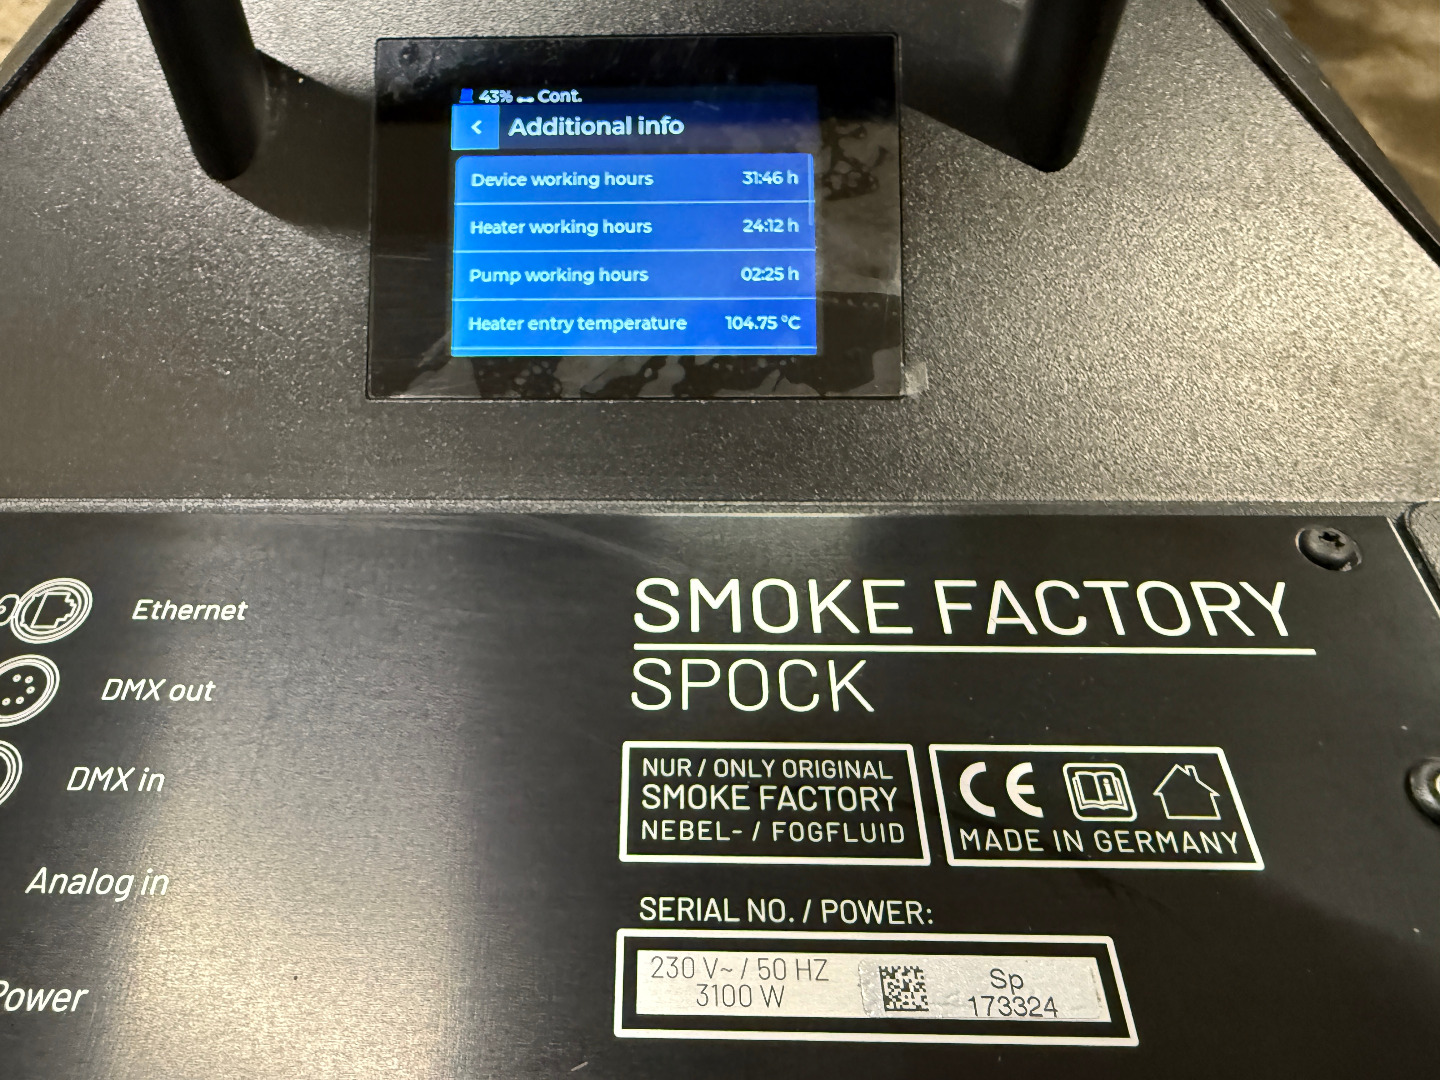 43% Cont.
< Additional info
Device working hours 31:46 h
Heater working hours 24:12 h
Pump working hours 02:25 h
Heater entry temperature 104.75 °C
Ethernet
DMX out
DMX in
Analog in
Power
SMOKE FACTORY
SPOCK
NUR / ONLY ORIGINAL
SMOKE FACTORY
NEBEL- / FOGFLUID
CE
MADE IN GERMANY
SERIAL NO. / POWER:
230 V~ / 50 HZ
3100 W
Sp
173324